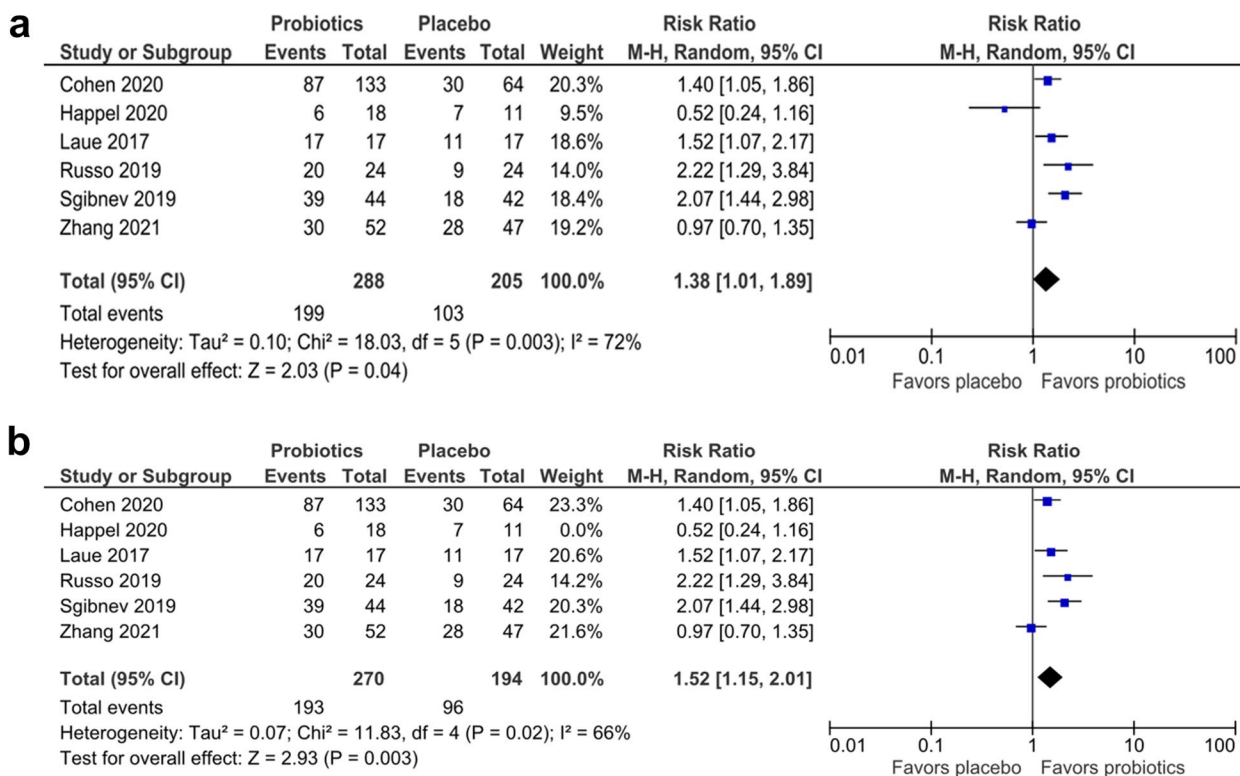 a
Probiotics Placebo Risk Ratio Risk Ratio
Study or Subgroup Events Total Events Total Weight M-H, Random, 95% CI M-H, Random, 95% CI
Cohen 2020 87 133 30 64 20.3% 1.40 [1.05, 1.86]
Happel 2020 6 18 7 11 9.5% 0.52 [0.24, 1.16]
Laue 2017 17 17 11 17 18.6% 1.52 [1.07, 2.17]
Russo 2019 20 24 9 24 14.0% 2.22 [1.29, 3.84]
Sgibnev 2019 39 44 18 42 18.4% 2.07 [1.44, 2.98]
Zhang 2021 30 52 28 47 19.2% 0.97 [0.70, 1.35]
Total (95% CI) 288 205 100.0% 1.38 [1.01, 1.89]
Total events 199 103
Heterogeneity: Tau² = 0.10; Chi² = 18.03, df = 5 (P = 0.003); I² = 72%
Test for overall effect: Z = 2.03 (P = 0.04)
0.01 0.1 1 10 100
Favors placebo Favors probiotics
b
Probiotics Placebo Risk Ratio Risk Ratio
Study or Subgroup Events Total Events Total Weight M-H, Random, 95% CI M-H, Random, 95% CI
Cohen 2020 87 133 30 64 23.3% 1.40 [1.05, 1.86]
Happel 2020 6 18 7 11 0.0% 0.52 [0.24, 1.16]
Laue 2017 17 17 11 17 20.6% 1.52 [1.07, 2.17]
Russo 2019 20 24 9 24 14.2% 2.22 [1.29, 3.84]
Sgibnev 2019 39 44 18 42 20.3% 2.07 [1.44, 2.98]
Zhang 2021 30 52 28 47 21.6% 0.97 [0.70, 1.35]
Total (95% CI) 270 194 100.0% 1.52 [1.15, 2.01]
Total events 193 96
Heterogeneity: Tau² = 0.07; Chi² = 11.83, df = 4 (P = 0.02); I² = 66%
Test for overall effect: Z = 2.93 (P = 0.003)
0.01 0.1 1 10 100
Favors placebo Favors probiotics